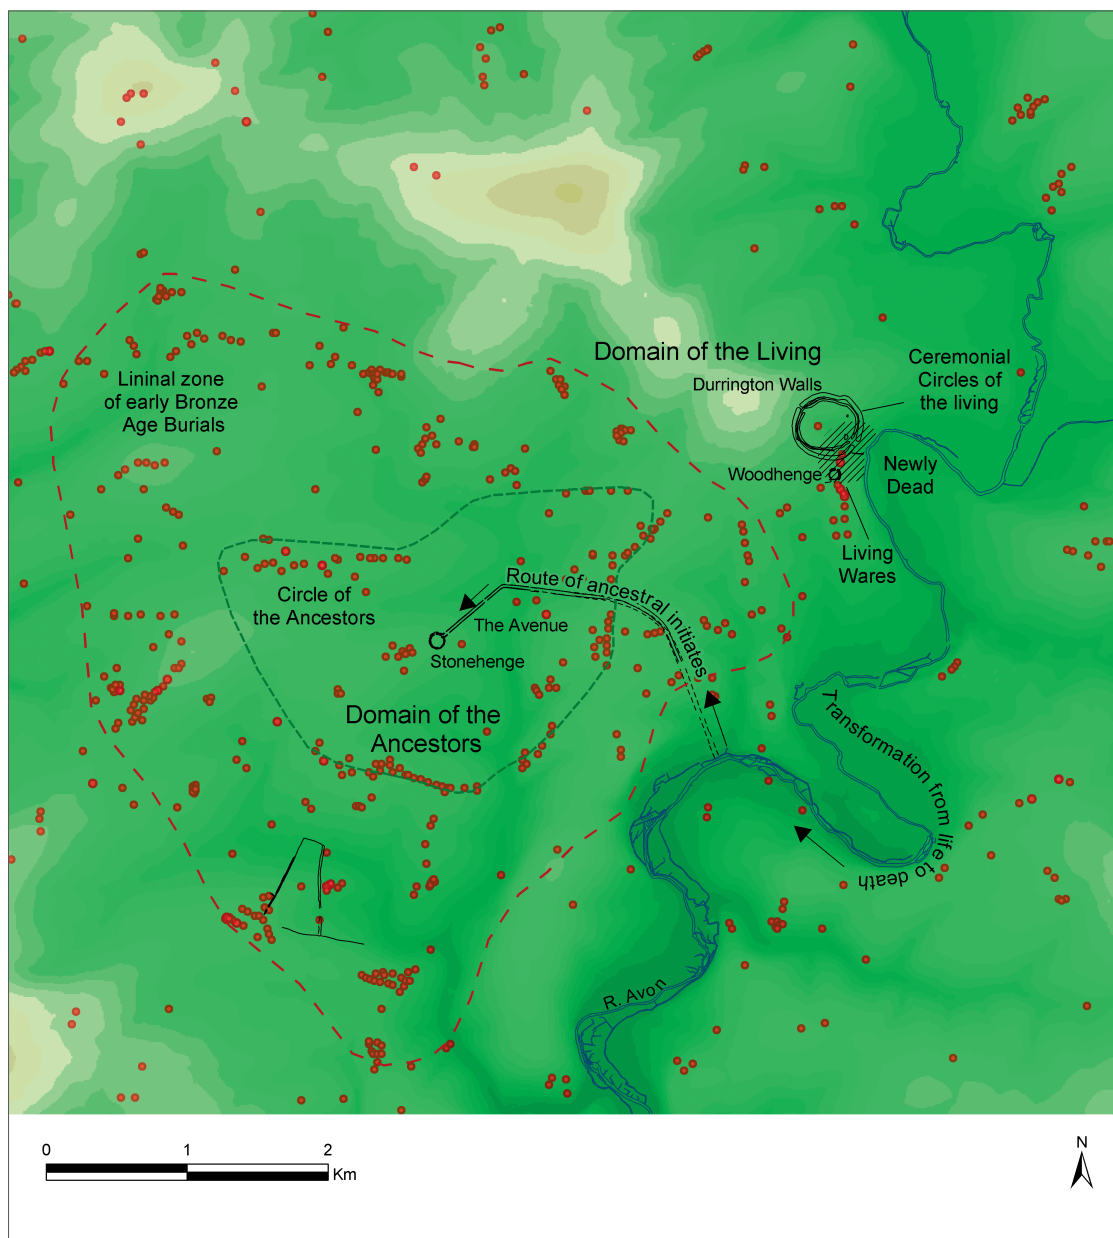 Domain of the Living
Durrington Walls
Ceremonial
Circles of
the living
Lininal zone
of early Bronze
Age Burials
Woodhenge
Newly
Dead
Living
Wares
Route of ancestral initiates
Circle of
the Ancestors
The Avenue
Stonehenge
Domain of the
Ancestors
Transformation from life to death
R. Avon
0 1 2
Km
N